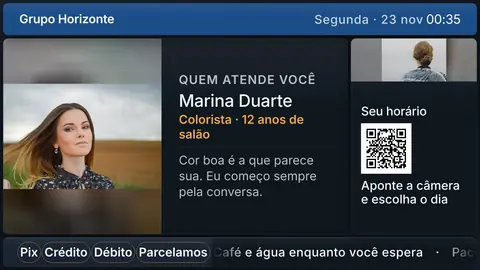 Grupo Horizonte
Segunda · 23 nov 00:35
QUEM ATENDE VOCÊ
Marina Duarte
Colorista · 12 anos de
salão
Cor boa é a que parece
sua. Eu começo sempre
pela conversa.
Seu horário
Aponte a câmera
e escolha o dia
Pix Crédito Débito Parcelamos
Café e água enquanto você espera ·